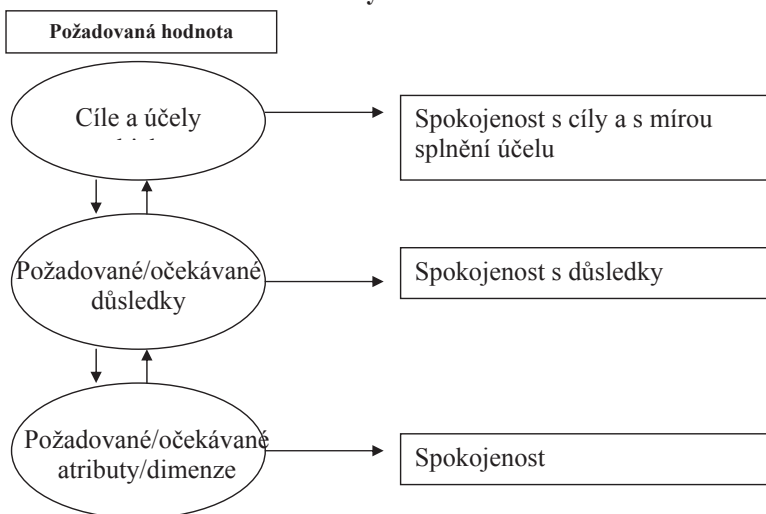 Požadovaná hodnota
Cíle a účely
Spokojenost s cíly a s mírou
splnění účelu
Požadované/očekávané
důsledky
Spokojenost s důsledky
Požadované/očekávané
atributy/dimenze
Spokojenost